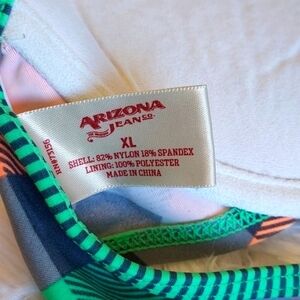 ARIZONA
JEAN CO.
XL
SHELL: 82% NYLON 18% SPANDEX
LINING: 100% POLYESTER
MADE IN CHINA